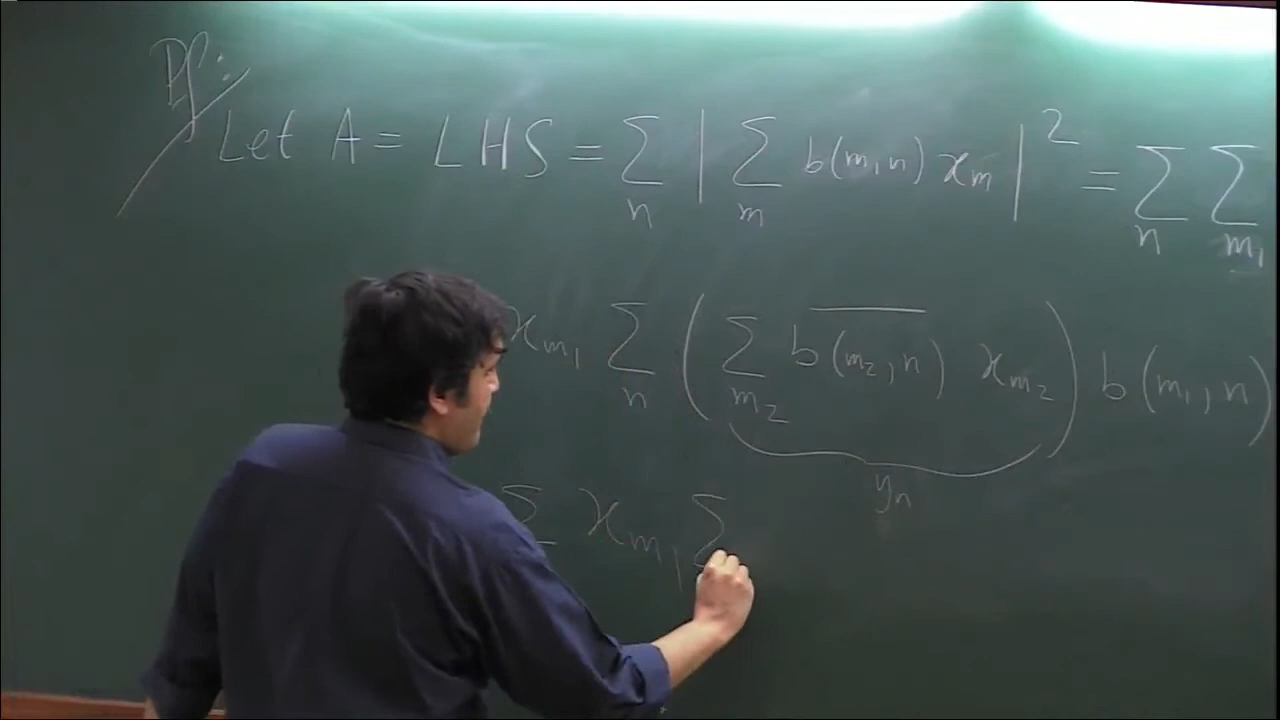 Pf:
Let A = LHS = ∑_n | ∑_m b(m,n) x_m |^2 = ∑_n ∑_{m_1}
x_{m_1} ∑_n ( ∑_{m_2} \overline{b(m_2,n)} x_{m_2} ) b(m_1,n)
y_n
∑ x_{m_1} ∑